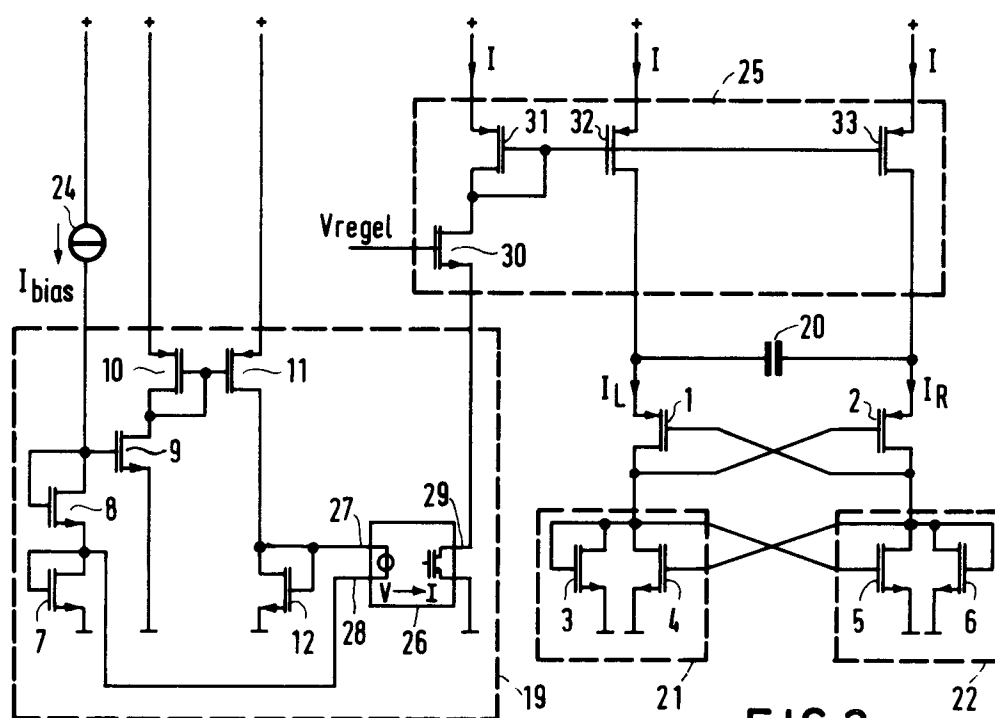 + + + + + +
I I I
25
31 32 33
24
Vregel
30
I bias
20
10 11
I L I R
1 2
9
8
27 29
28
V → I
7 12 26
3 4 5 6
19 21 22